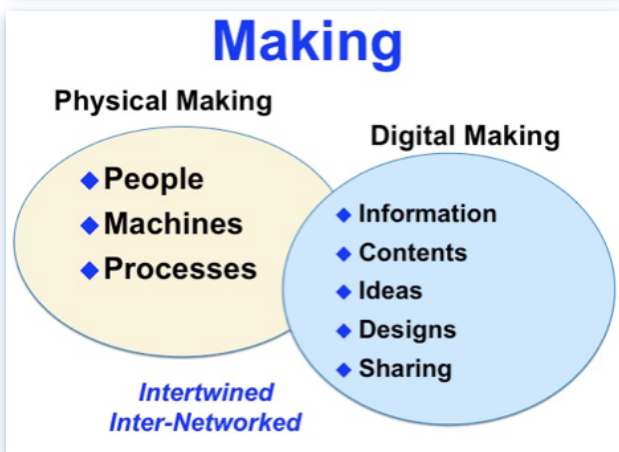 Making
Physical Making
◆People
◆Machines
◆Processes
Digital Making
◆ Information
◆ Contents
◆ Ideas
◆ Designs
◆ Sharing
Intertwined
Inter-Networked